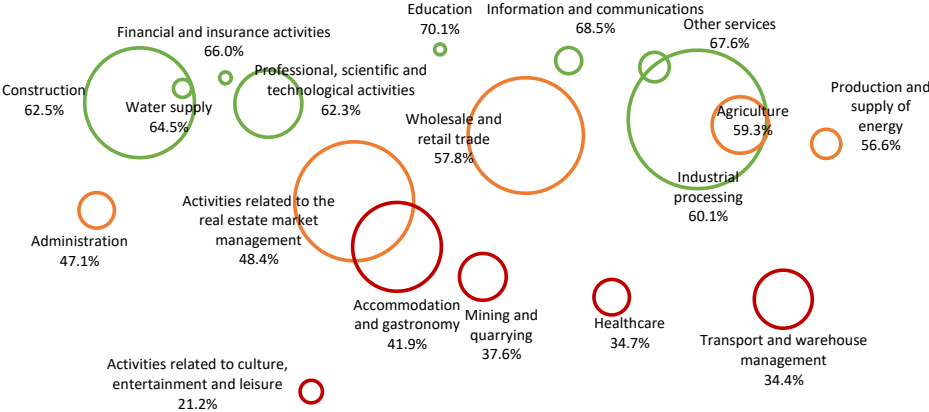 Education
70.1%
Information and communications
68.5%
Other services
67.6%
Financial and insurance activities
66.0%
Construction
62.5%
Water supply
64.5%
Professional, scientific and
technological activities
62.3%
Wholesale and
retail trade
57.8%
Agriculture
59.3%
Production and
supply of
energy
56.6%
Industrial
processing
60.1%
Administration
47.1%
Activities related to the
real estate market
management
48.4%
Accommodation
and gastronomy
41.9%
Mining and
quarrying
37.6%
Healthcare
34.7%
Transport and warehouse
management
34.4%
Activities related to culture,
entertainment and leisure
21.2%